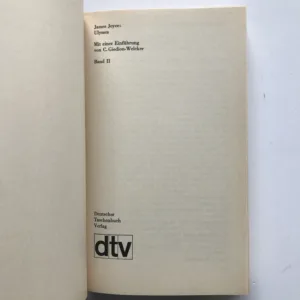 James Joyce:
Ulysses
Mit einer Einführung
von C. Giedion-Welcker
Band II
Deutscher
Taschenbuch
Verlag
dtv